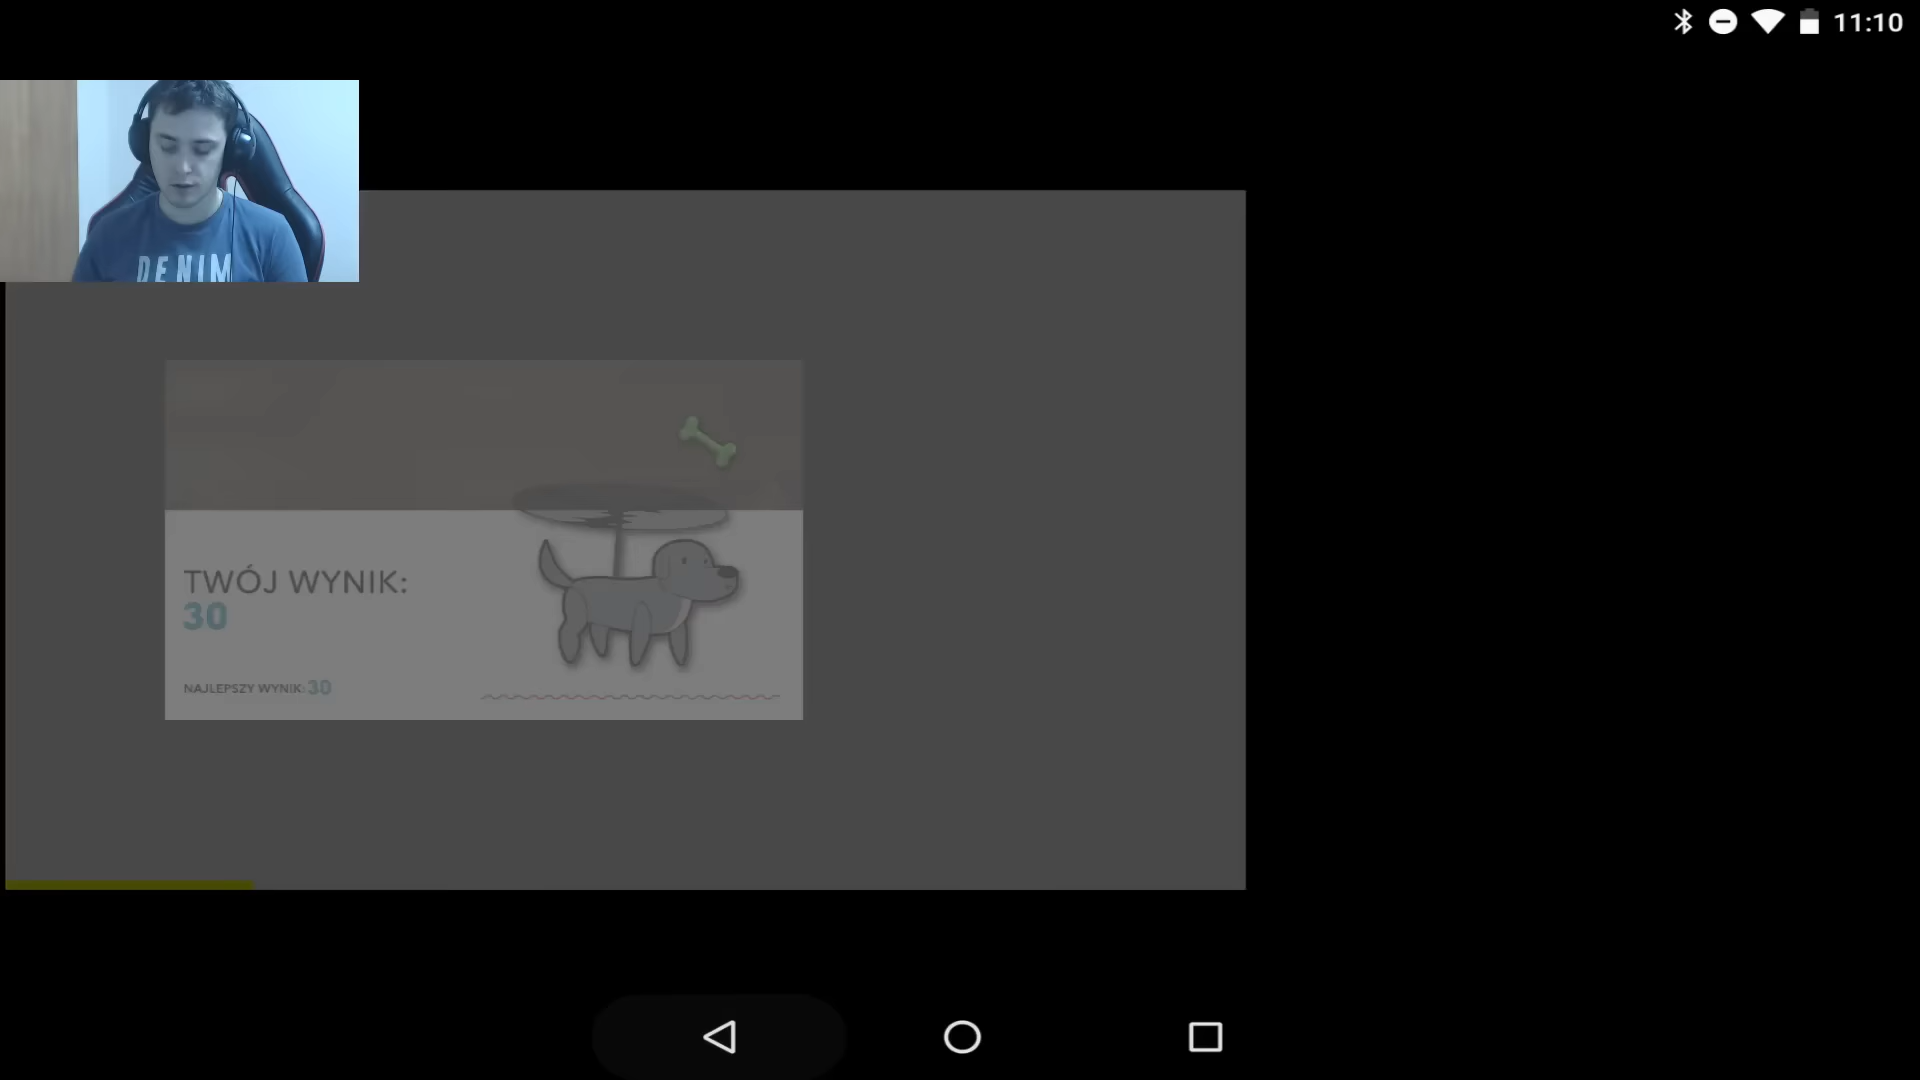 11:10
DENIM
TWÓJ WYNIK:
30
NAJLEPSZY WYNIK: 30